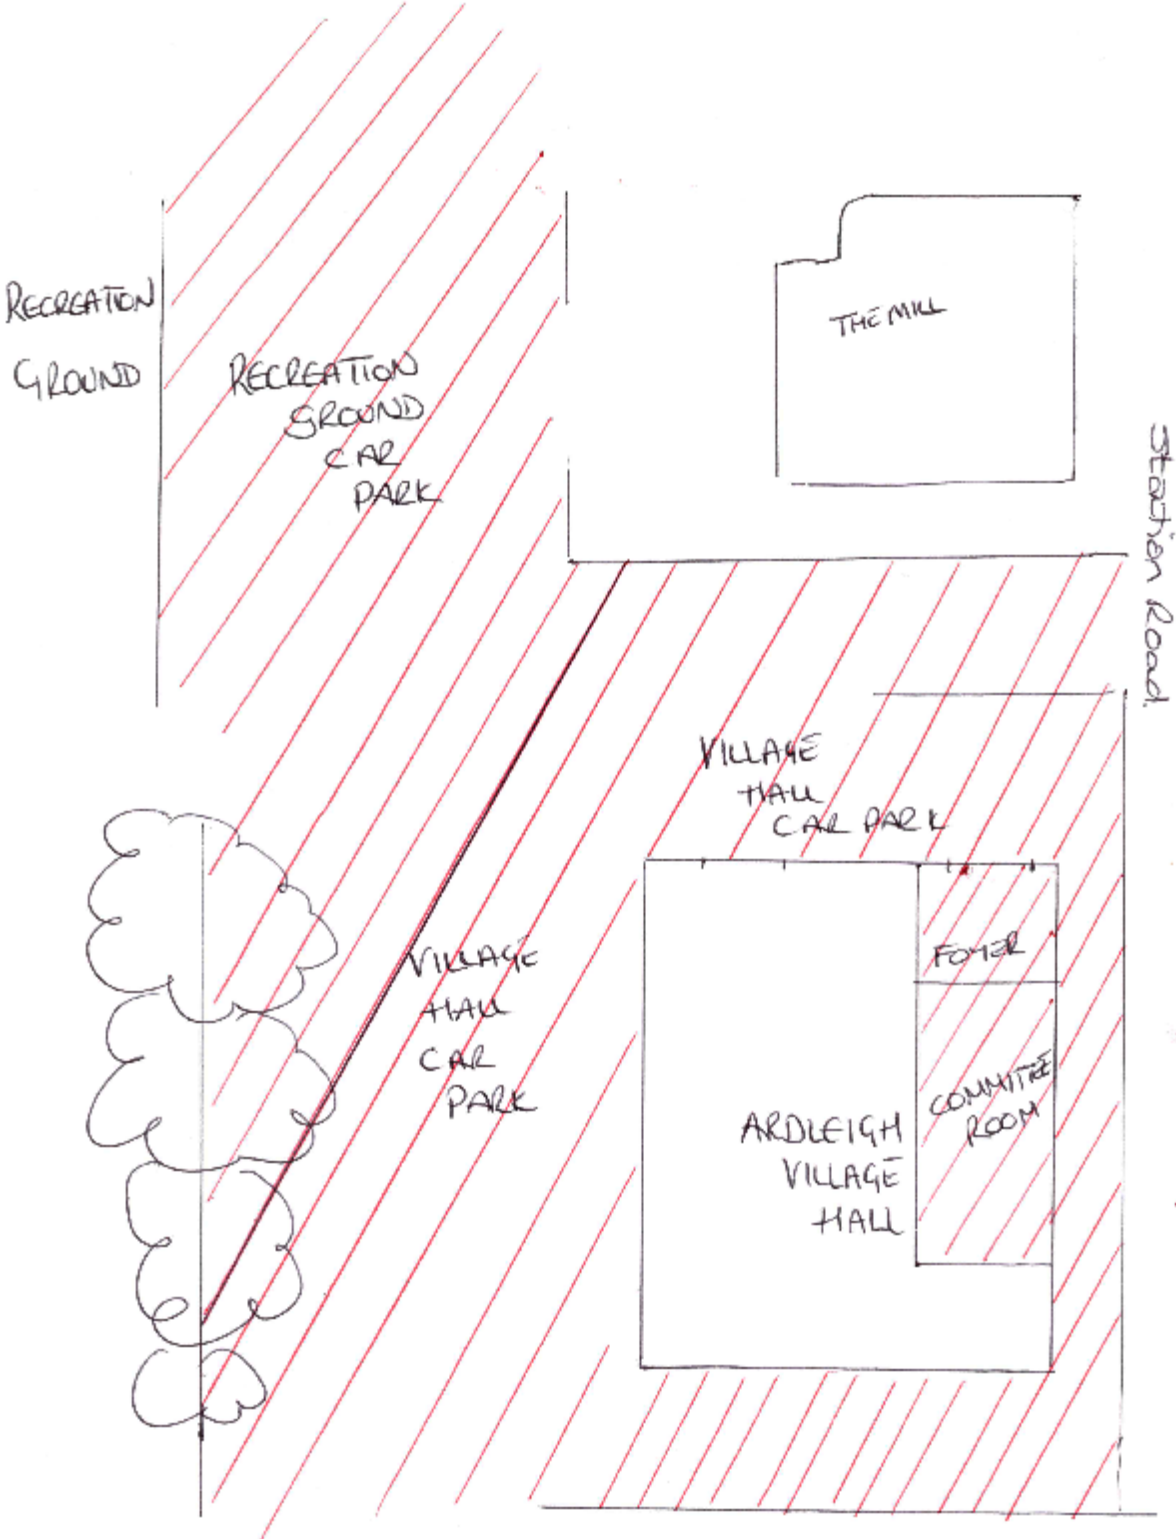 RECREATION
GROUND
RECREATION
GROUND
CAR
PARK
THE MILL
Station Road.
VILLAGE
HALL
CAR PARK
VILLAGE
HALL
CAR
PARK
FOYER
COMMITEE
ROOM
ARDLEIGH
VILLAGE
HALL